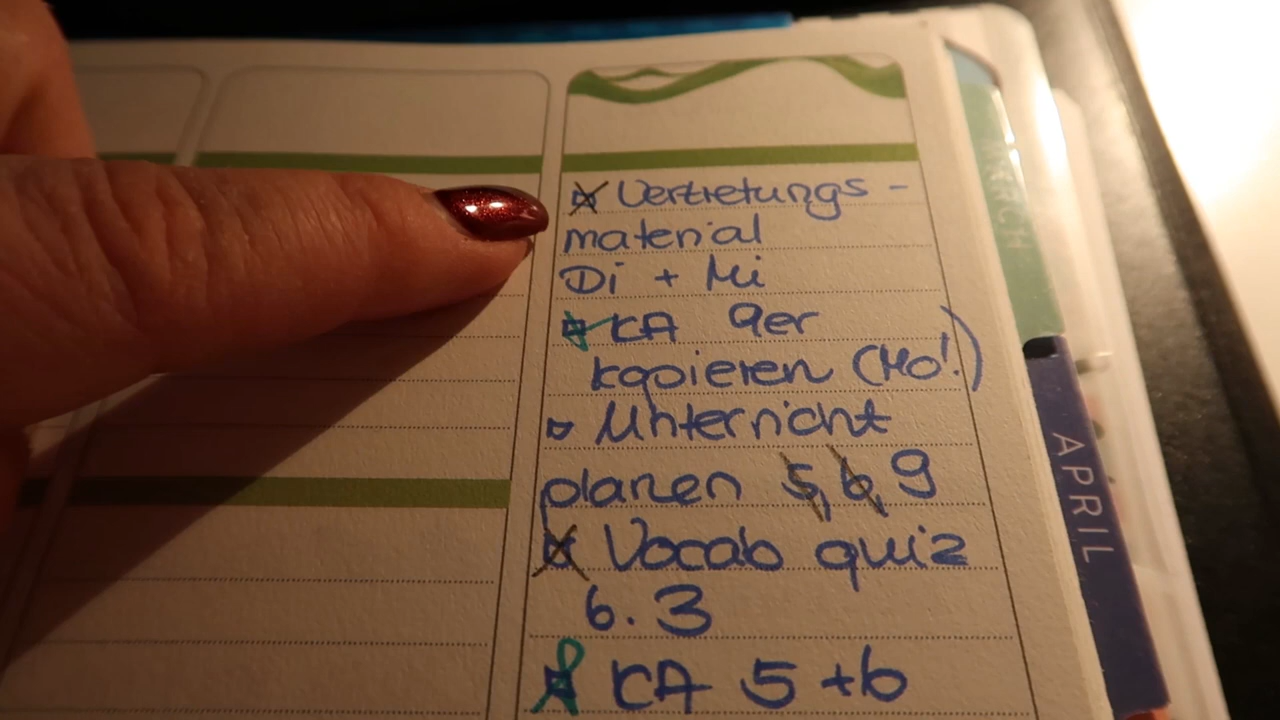 Vertretungs-
material
Di + Mi
KA 9er
kopieren (Mo!)
Unterricht
planen 5, 6, 9
Vocab quiz
6.3
KA 5 + 6
MARCH
APRIL